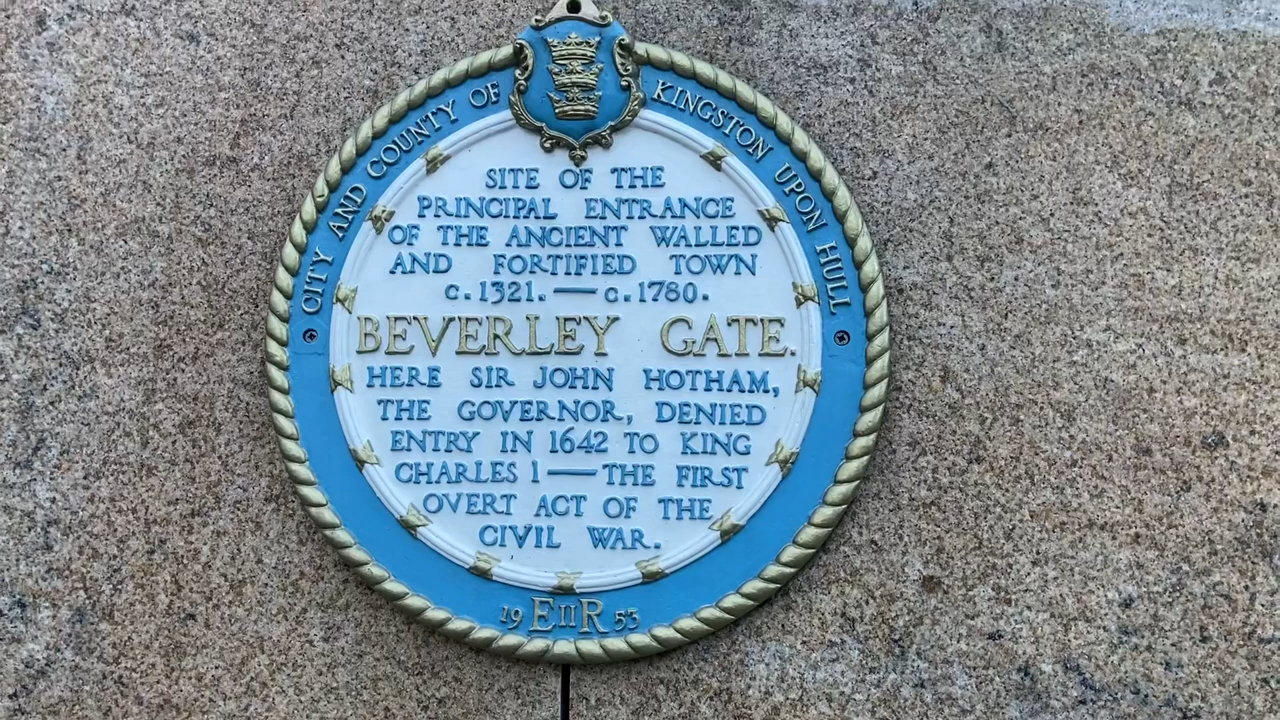 CITY AND COUNTY OF KINGSTON UPON HULL
SITE OF THE
PRINCIPAL ENTRANCE
OF THE ANCIENT WALLED
AND FORTIFIED TOWN
c.1321.—c.1780.
BEVERLEY GATE.
HERE SIR JOHN HOTHAM,
THE GOVERNOR, DENIED
ENTRY IN 1642 TO KING
CHARLES I—THE FIRST
OVERT ACT OF THE
CIVIL WAR.
19 EIIR 53